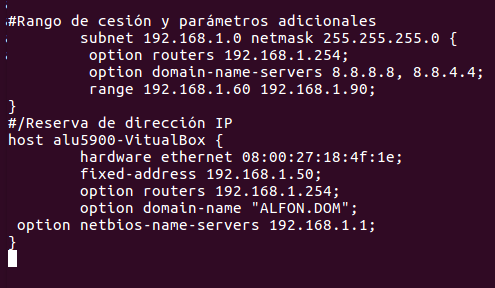 #Rango de cesión y parámetros adicionales
subnet 192.168.1.0 netmask 255.255.255.0 {
option routers 192.168.1.254;
option domain-name-servers 8.8.8.8, 8.8.4.4;
range 192.168.1.60 192.168.1.90;
}
#/Reserva de dirección IP
host alu5900-VitualBox {
hardware ethernet 08:00:27:18:4f:1e;
fixed-address 192.168.1.50;
option routers 192.168.1.254;
option domain-name "ALFON.DOM";
option netbios-name-servers 192.168.1.1;
}